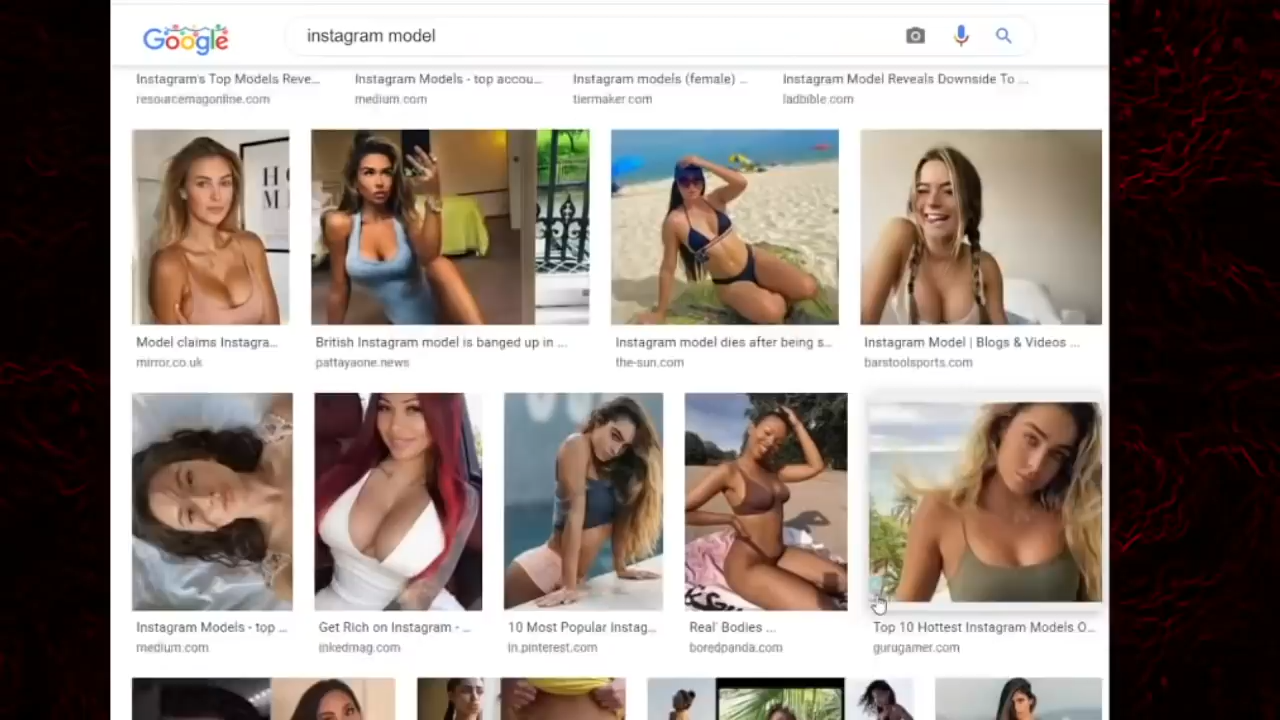 Google
instagram model
Instagram's Top Models Reve...
Instagram Models - top accou...
Instagram models (female) ...
Instagram Model Reveals Downside To ...
resourcemagonline.com
medium.com
tiermaker.com
ladbible.com
Model claims Instagra...
British Instagram model is banged up in ...
Instagram model dies after being s...
Instagram Model | Blogs & Videos ...
mirror.co.uk
pattayaone.news
the-sun.com
barstoolsports.com
Instagram Models - top ...
Get Rich on Instagram - ...
10 Most Popular Instag...
Real' Bodies ...
Top 10 Hottest Instagram Models O...
medium.com
inkedmag.com
in.pinterest.com
boredpanda.com
gurugamer.com